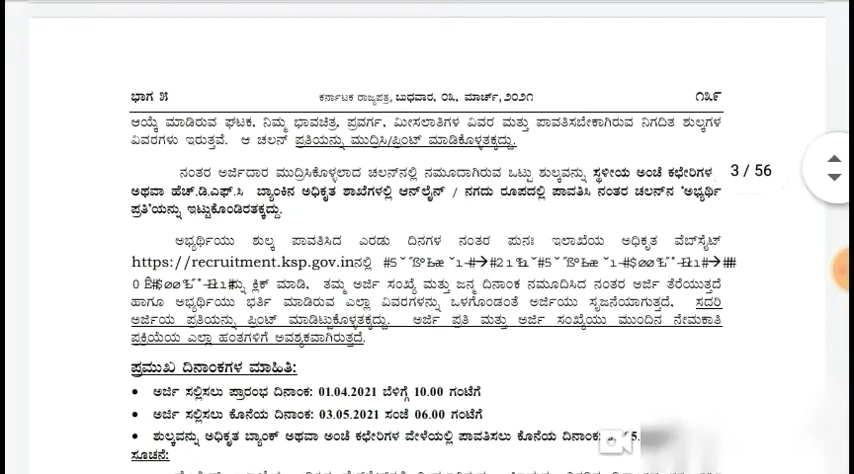 ಭಾಗ ೫ ಕರ್ನಾಟಕ ರಾಜ್ಯಪತ್ರ, ಬುಧವಾರ, ೦೩, ಮಾರ್ಚ್, ೨೦೨೧ ೧೩೯
ಆಯ್ಕೆ ಮಾಡಿರುವ ಘಟಕ, ನಿಮ್ಮ ಭಾವಚಿತ್ರ, ಪ್ರವರ್ಗ, ಮೀಸಲಾತಿಗಳ ವಿವರ ಮತ್ತು ಪಾವತಿಸಬೇಕಾಗಿರುವ ನಿಗದಿತ ಶುಲ್ಕಗಳ
ವಿವರಗಳು ಇರುತ್ತವೆ. ಆ ಚಲನ್ ಪ್ರತಿಯನ್ನು ಮುದ್ರಿಸಿ/ಪ್ರಿಂಟ್ ಮಾಡಿಕೊಳ್ಳತಕ್ಕದ್ದು.
ನಂತರ ಅರ್ಜಿದಾರ ಮುದ್ರಿಸಿಕೊಳ್ಳಲಾದ ಚಲನ್‌ನಲ್ಲಿ ನಮೂದಾಗಿರುವ ಒಟ್ಟು ಶುಲ್ಕವನ್ನು ಸ್ಥಳೀಯ ಅಂಚೆ ಕಛೇರಿಗಳ
3 / 56
ಅಥವಾ ಹೆಚ್.ಡಿ.ಎಫ್.ಸಿ ಬ್ಯಾಂಕಿನ ಅಧಿಕೃತ ಶಾಖೆಗಳಲ್ಲಿ ಆನ್‌ಲೈನ್ / ನಗದು ರೂಪದಲ್ಲಿ ಪಾವತಿಸಿ ನಂತರ ಚಲನ್‌ನ 'ಅಭ್ಯರ್ಥಿ
ಪ್ರತಿ'ಯನ್ನು ಇಟ್ಟುಕೊಂಡಿರತಕ್ಕದ್ದು.
ಅಭ್ಯರ್ಥಿಯು ಶುಲ್ಕ ಪಾವತಿಸಿದ ಎರಡು ದಿನಗಳ ನಂತರ ಪುನಃ ಇಲಾಖೆಯ ಅಧಿಕೃತ ವೆಬ್‌ಸೈಟ್
https://recruitment.ksp.gov.inನಲ್ಲಿ
ಕ್ಲಿಕ್ ಮಾಡಿ, ತಮ್ಮ ಅರ್ಜಿ ಸಂಖ್ಯೆ ಮತ್ತು ಜನ್ಮ ದಿನಾಂಕ ನಮೂದಿಸಿದ ನಂತರ ಅರ್ಜಿ ತೆರೆಯುತ್ತದೆ
ಹಾಗೂ ಅಭ್ಯರ್ಥಿಯು ಭರ್ತಿ ಮಾಡಿರುವ ಎಲ್ಲಾ ವಿವರಗಳನ್ನು ಒಳಗೊಂಡಂತೆ ಅರ್ಜಿಯು ಸೃಜನೆಯಾಗುತ್ತದೆ, ಸದರಿ
ಅರ್ಜಿಯ ಪ್ರತಿಯನ್ನು ಪ್ರಿಂಟ್ ಮಾಡಿಟ್ಟುಕೊಳ್ಳತಕ್ಕದ್ದು. ಅರ್ಜಿ ಪ್ರತಿ ಮತ್ತು ಅರ್ಜಿ ಸಂಖ್ಯೆಯು ಮುಂದಿನ ನೇಮಕಾತಿ
ಪ್ರಕ್ರಿಯೆಯ ಎಲ್ಲಾ ಹಂತಗಳಿಗೆ ಅವಶ್ಯಕವಾಗಿರುತ್ತದೆ.
ಪ್ರಮುಖ ದಿನಾಂಕಗಳ ಮಾಹಿತಿ:
• ಅರ್ಜಿ ಸಲ್ಲಿಸಲು ಪ್ರಾರಂಭ ದಿನಾಂಕ: 01.04.2021 ಬೆಳಿಗ್ಗೆ 10.00 ಗಂಟೆಗೆ
• ಅರ್ಜಿ ಸಲ್ಲಿಸಲು ಕೊನೆಯ ದಿನಾಂಕ: 03.05.2021 ಸಂಜೆ 06.00 ಗಂಟೆಗೆ
• ಶುಲ್ಕವನ್ನು ಅಧಿಕೃತ ಬ್ಯಾಂಕ್ ಅಥವಾ ಅಂಚೆ ಕಛೇರಿಗಳ ವೇಳೆಯಲ್ಲಿ ಪಾವತಿಸಲು ಕೊನೆಯ ದಿನಾಂಕ:
ಸೂಚನೆ: